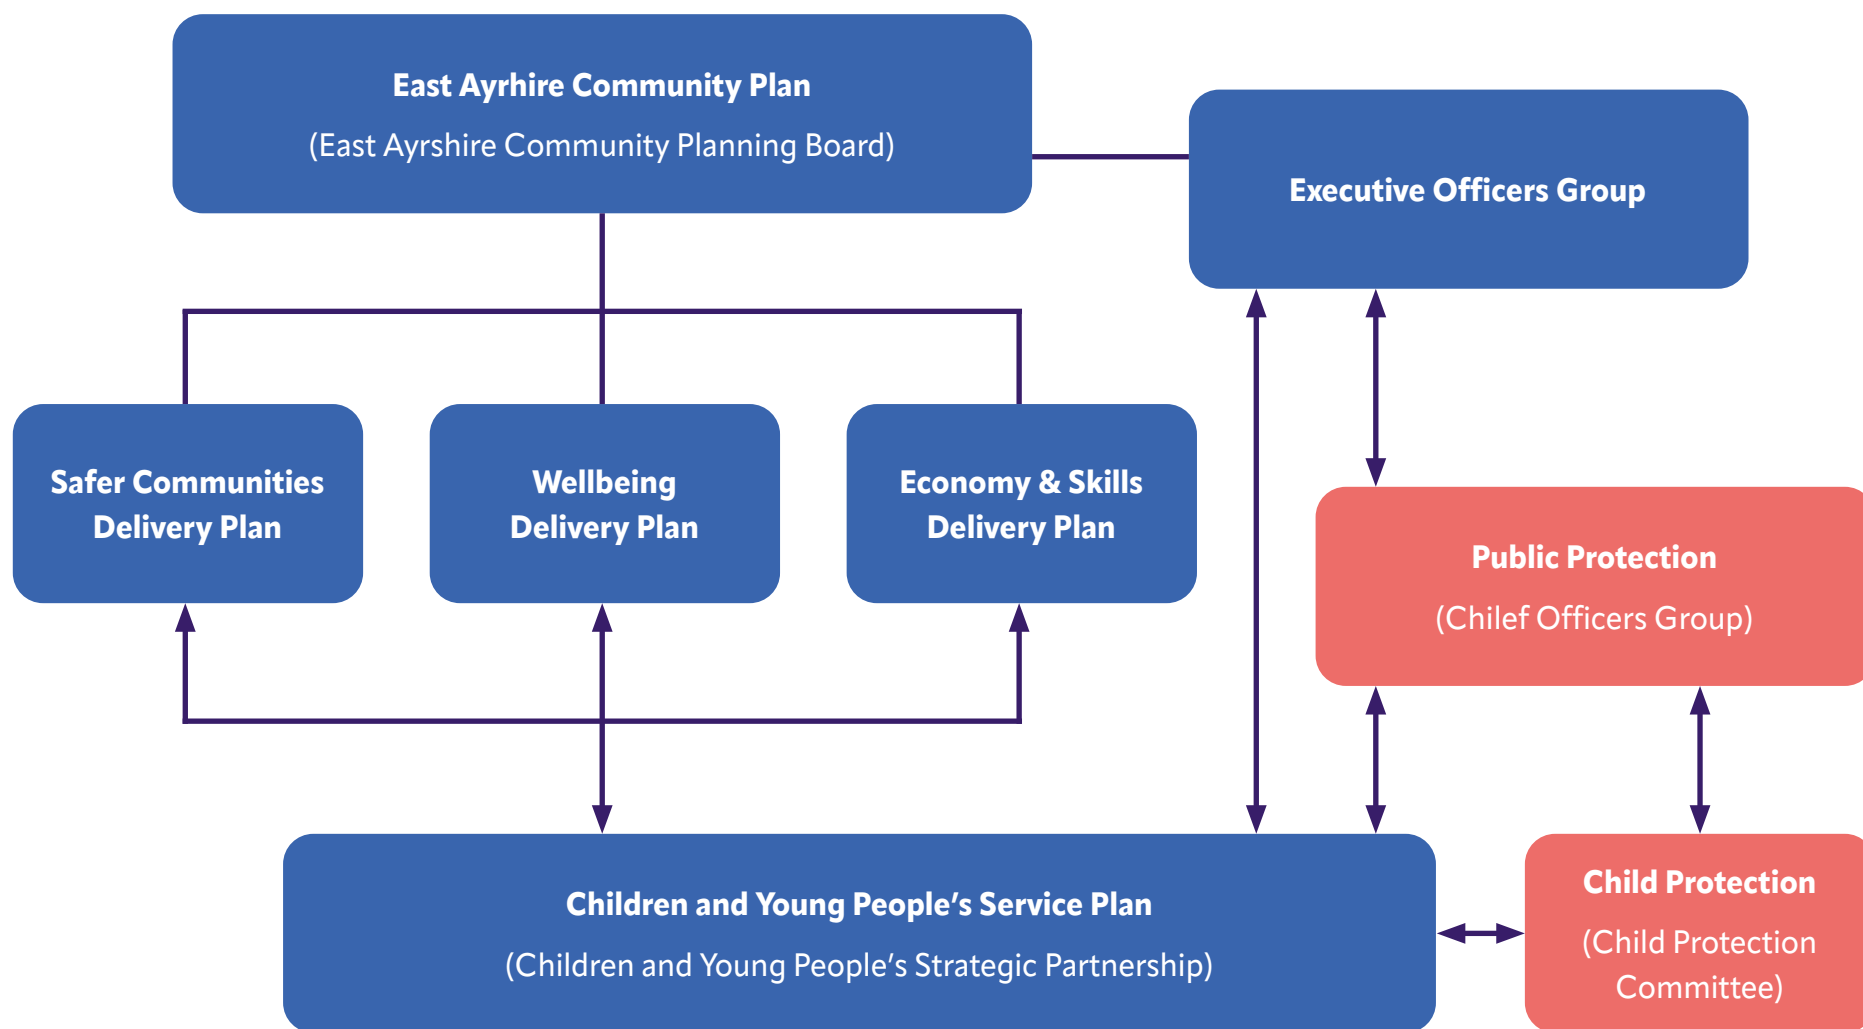 East Ayrhire Community Plan
(East Ayrshire Community Planning Board)
Executive Officers Group
Safer Communities
Delivery Plan
Wellbeing
Delivery Plan
Economy & Skills
Delivery Plan
Public Protection
(Chilef Officers Group)
Children and Young People’s Service Plan
(Children and Young People’s Strategic Partnership)
Child Protection
(Child Protection
Committee)